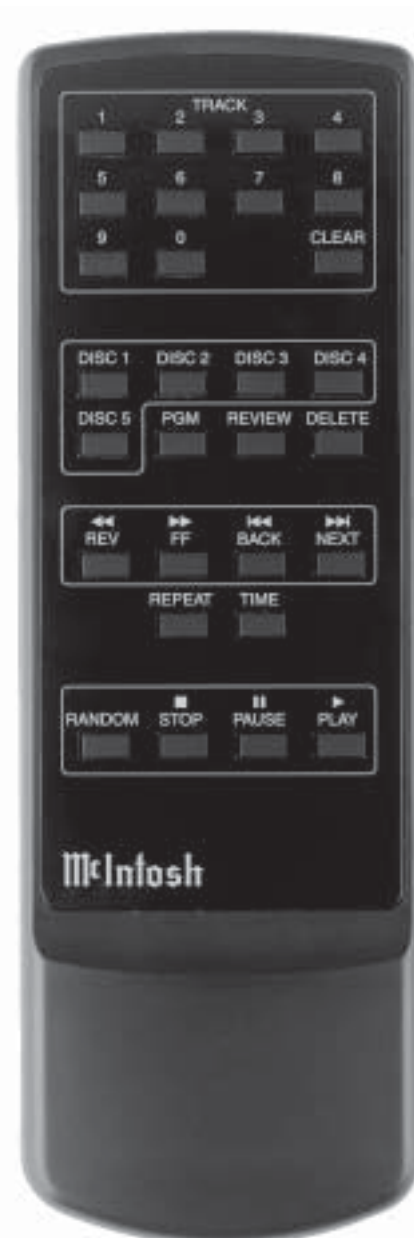 TRACK
1 2 3 4
5 6 7 8
9 0 CLEAR
DISC 1 DISC 2 DISC 3 DISC 4
DISC 5 PGM REVIEW DELETE
REV FF BACK NEXT
REPEAT TIME
RANDOM STOP PAUSE PLAY
McIntosh